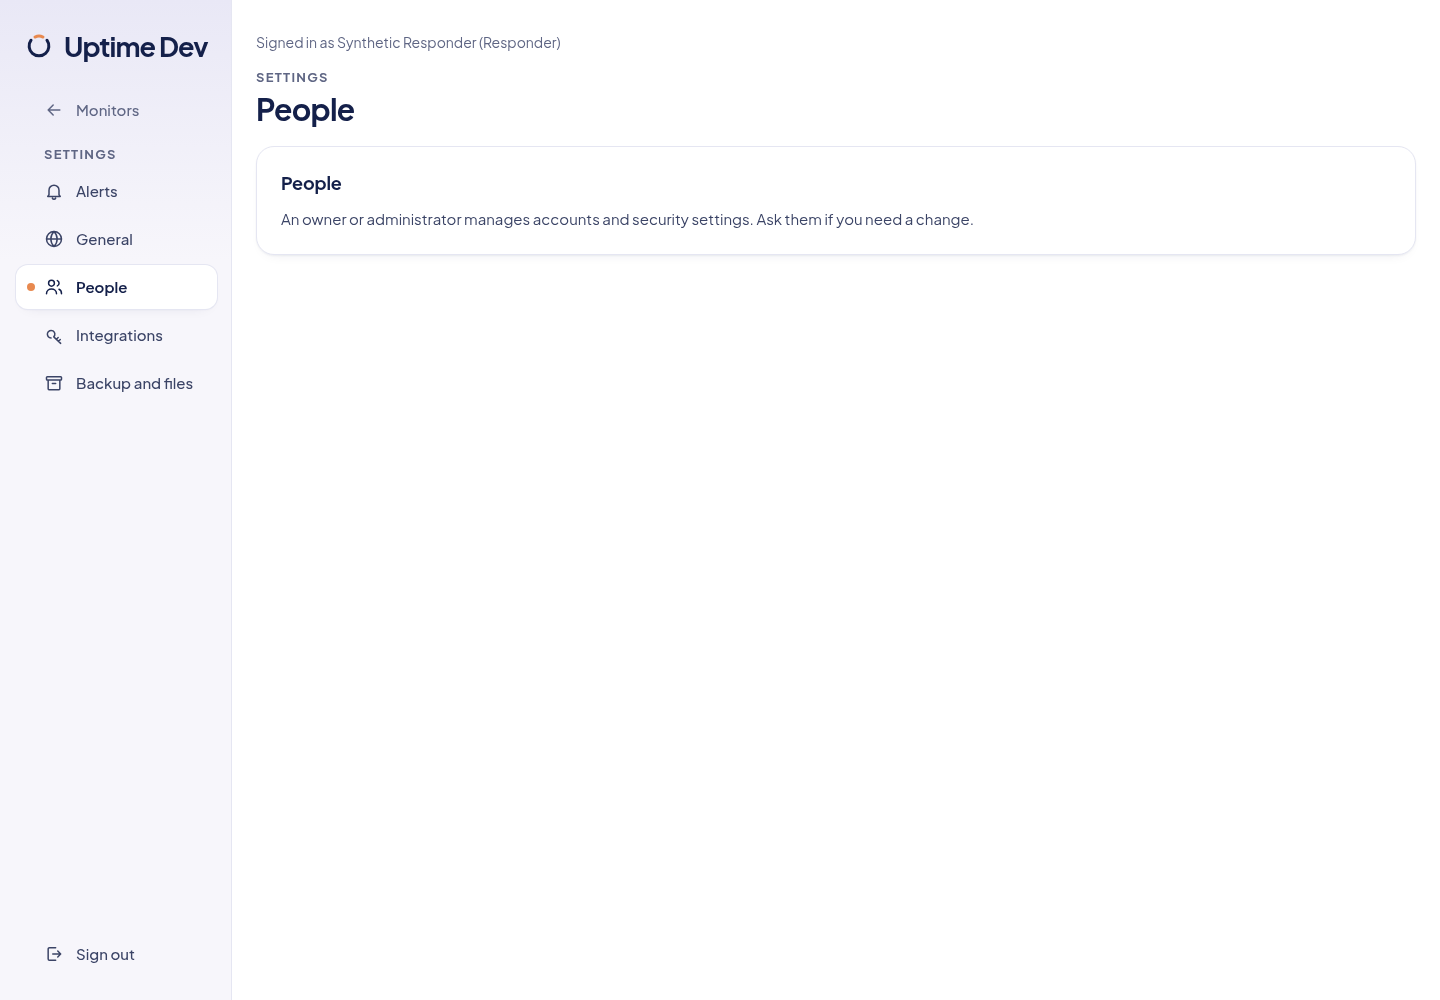 Uptime Dev
Monitors
SETTINGS
Alerts
General
People
Integrations
Backup and files
Sign out
Signed in as Synthetic Responder (Responder)
SETTINGS
People
People
An owner or administrator manages accounts and security settings. Ask them if you need a change.